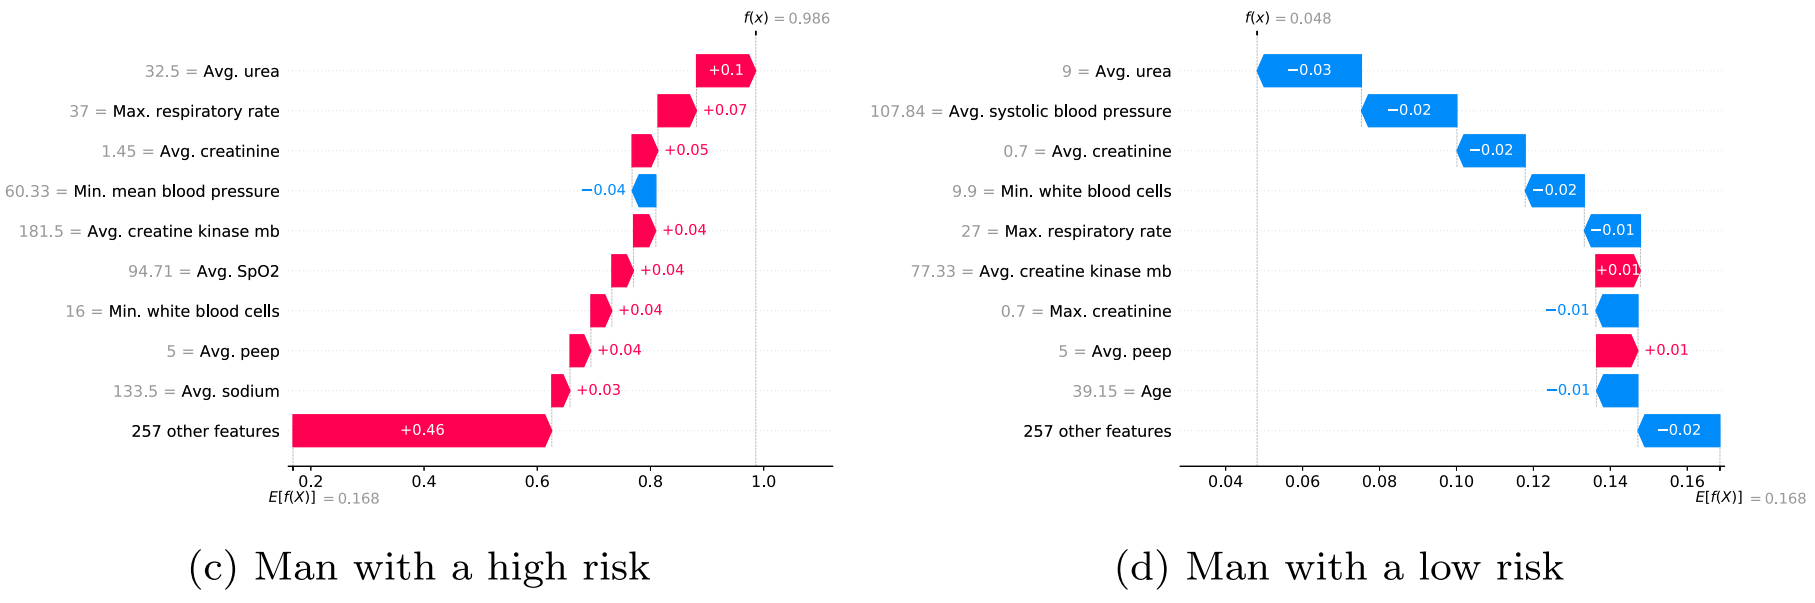 f(x) = 0.986
32.5 = Avg. urea +0.1
37 = Max. respiratory rate +0.07
1.45 = Avg. creatinine +0.05
60.33 = Min. mean blood pressure −0.04
181.5 = Avg. creatine kinase mb +0.04
94.71 = Avg. SpO2 +0.04
16 = Min. white blood cells +0.04
5 = Avg. peep +0.04
133.5 = Avg. sodium +0.03
257 other features +0.46
0.2 0.4 0.6 0.8 1.0
E[f(X)] = 0.168
(c) Man with a high risk
f(x) = 0.048
9 = Avg. urea −0.03
107.84 = Avg. systolic blood pressure −0.02
0.7 = Avg. creatinine −0.02
9.9 = Min. white blood cells −0.02
27 = Max. respiratory rate −0.01
77.33 = Avg. creatine kinase mb +0.01
0.7 = Max. creatinine −0.01
5 = Avg. peep +0.01
39.15 = Age −0.01
257 other features −0.02
0.04 0.06 0.08 0.10 0.12 0.14 0.16
E[f(X)] = 0.168
(d) Man with a low risk